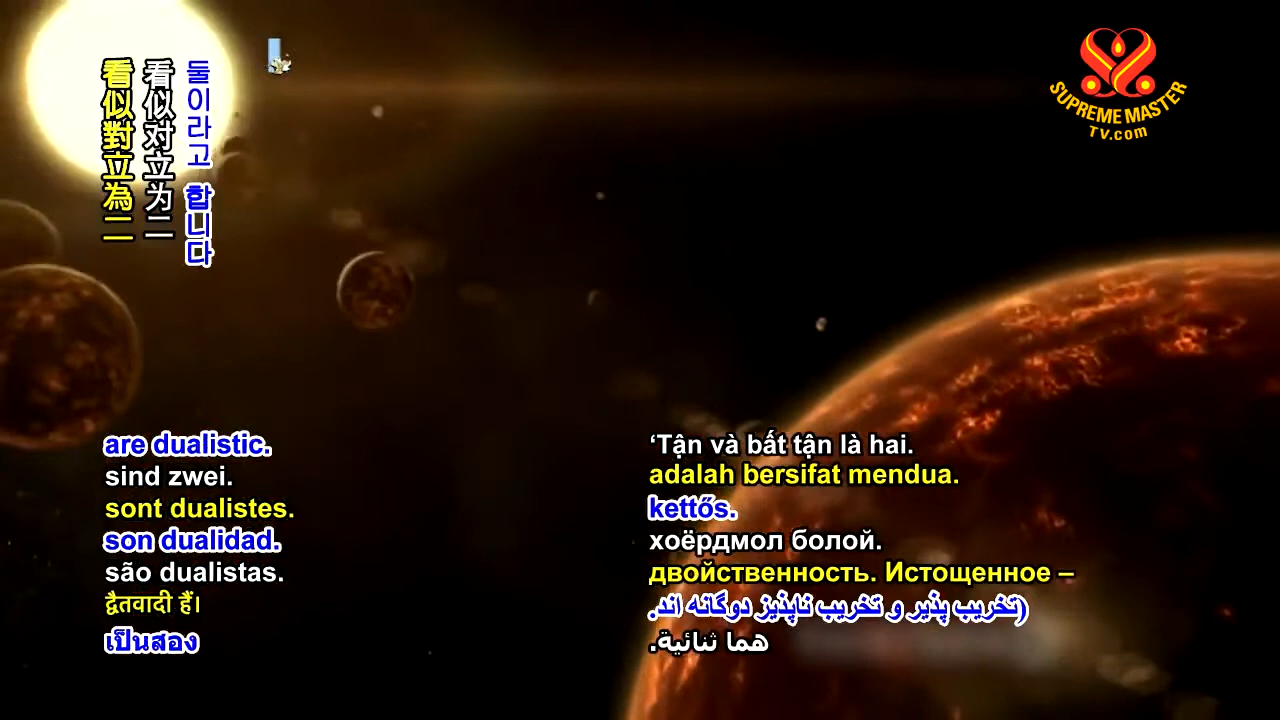 둘이라고 합니다
看似对立为二
看似對立為二
SUPREME MASTER
TV.com
are dualistic.
sind zwei.
sont dualistes.
son dualidad.
são dualistas.
द्वैतवादी हैं।
เป็นสอง
‘Tận và bất tận là hai.
adalah bersifat mendua.
kettős.
хоёрдмол болой.
двойственность. Истощенное –
(تخریب پذیر و تخریب ناپذیز دوگانه اند.
هما ثنائية.